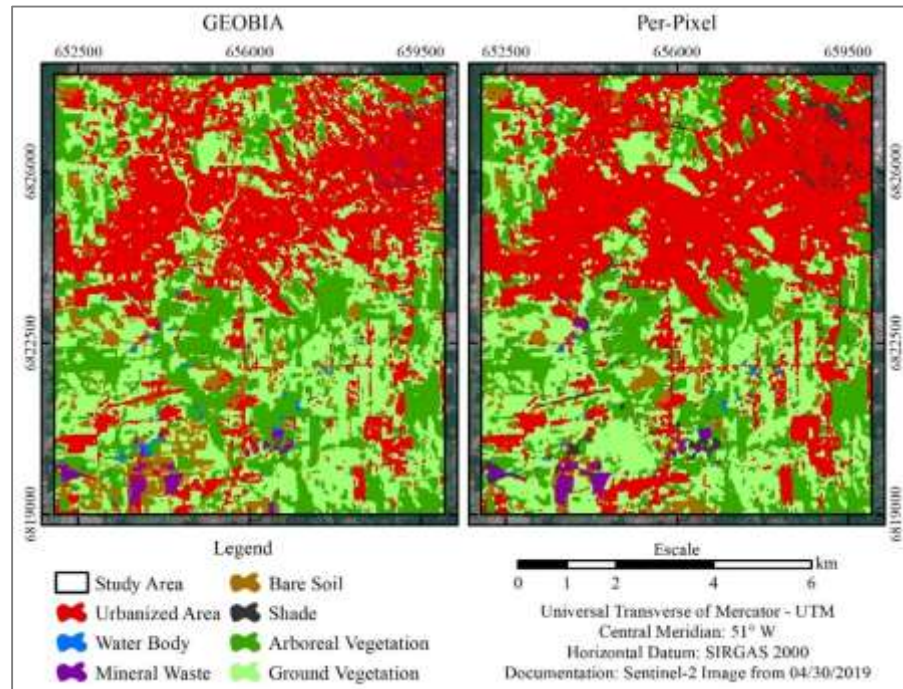 GEOBIA
Per-Pixel
652500 656000 659500
652500 656000 659500
6826000
6822500
6819000
6826000
6822500
6819000
Legend
Study Area
Urbanized Area
Water Body
Mineral Waste
Bare Soil
Shade
Arboreal Vegetation
Ground Vegetation
Escale
km
0 1 2 4 6
Universal Transverse of Mercator - UTM
Central Meridian: 51° W
Horizontal Datum: SIRGAS 2000
Documentation: Sentinel-2 Image from 04/30/2019